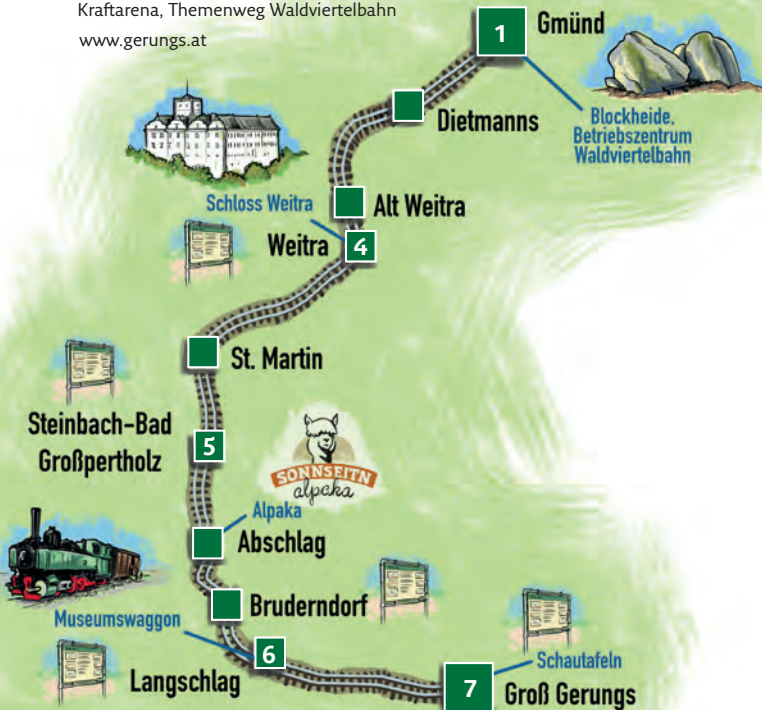 Kraftarena, Themenweg Waldviertelbahn
www.gerungs.at
1
Gmünd
Blockheide.
Betriebszentrum
Waldviertelbahn
Dietmanns
Alt Weitra
Schloss Weitra
Weitra
4
St. Martin
Steinbach-Bad
Großpertholz
5
SONNSEITN
alpaka
Alpaka
Abschlag
Bruderndorf
Museumswaggon
6
Langschlag
Schautafeln
7
Groß Gerungs